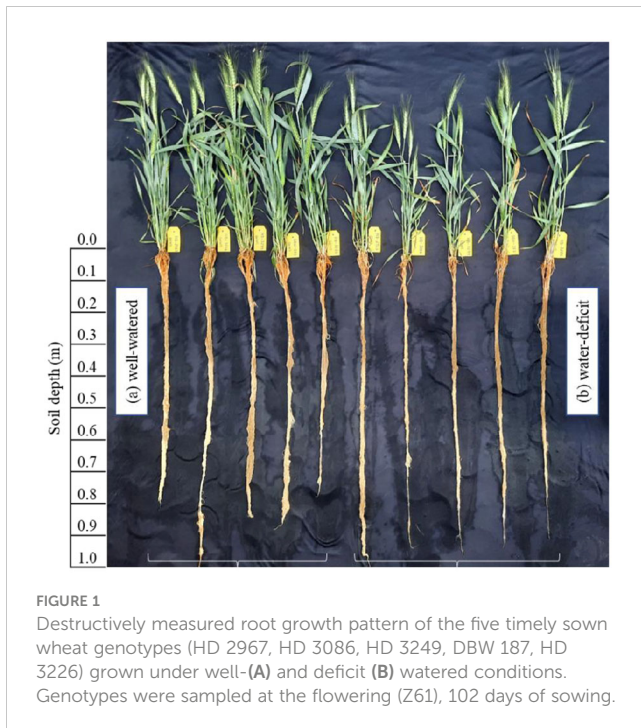 0.0
0.1
0.2
0.3
0.4
0.5
0.6
0.7
0.8
0.9
1.0
Soil depth (m)
(a) well-watered
(b) water-deficit
FIGURE 1
Destructively measured root growth pattern of the five timely sown
wheat genotypes (HD 2967, HD 3086, HD 3249, DBW 187, HD
3226) grown under well-(A) and deficit (B) watered conditions.
Genotypes were sampled at the flowering (Z61), 102 days of sowing.